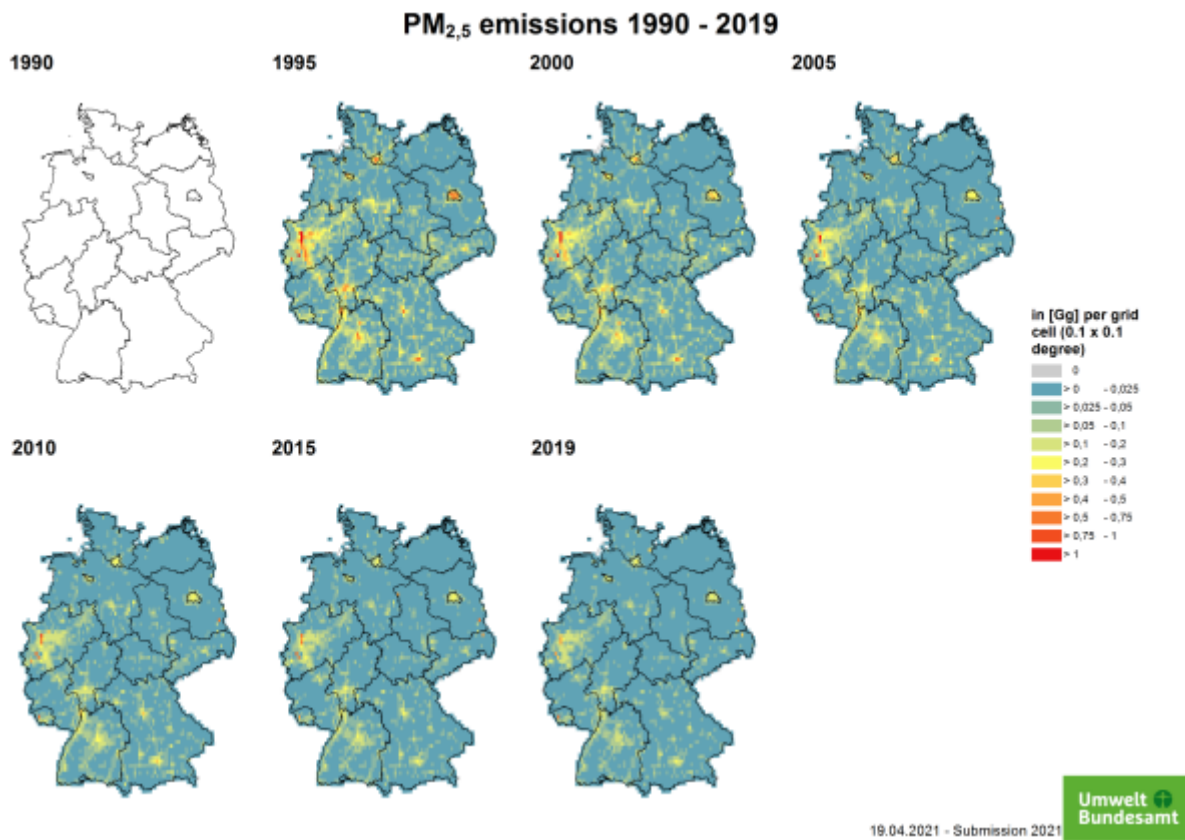 PM2,5 emissions 1990 - 2019
1990
1995
2000
2005
in [Gg] per grid
cell (0.1 x 0.1
degree)
0
> 0 - 0,025
> 0,025 - 0,05
> 0,05 - 0,1
> 0,1 - 0,2
> 0,2 - 0,3
> 0,3 - 0,4
> 0,4 - 0,5
> 0,5 - 0,75
> 0,75 - 1
> 1
2010
2015
2019
19.04.2021 - Submission 2021
Umwelt
Bundesamt